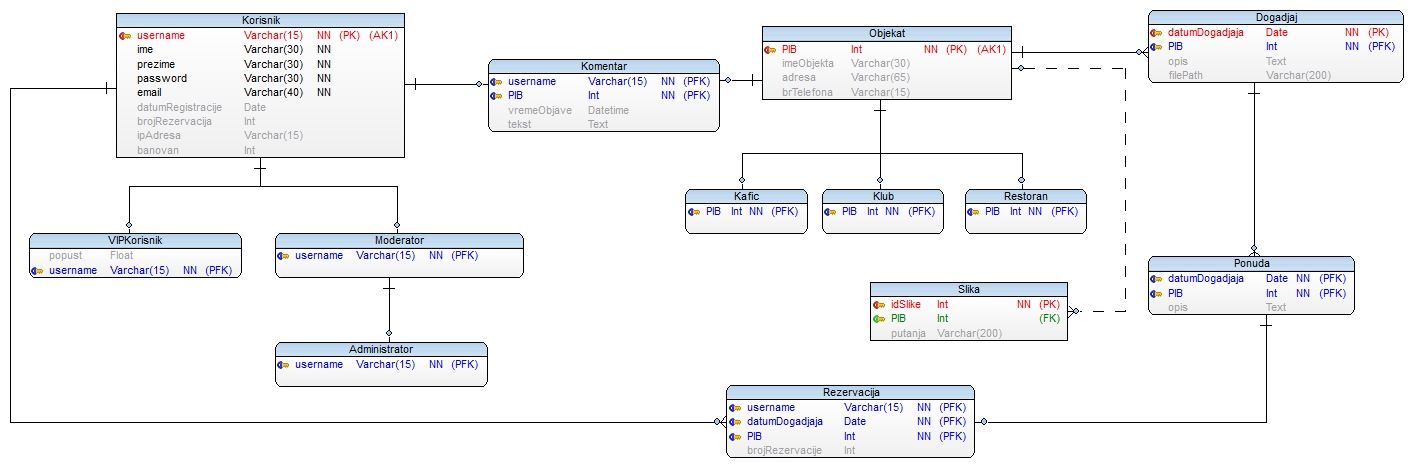 Korisnik
username Varchar(15) NN (PK) (AK1)
ime Varchar(30) NN
prezime Varchar(30) NN
password Varchar(30) NN
email Varchar(40) NN
datumRegistracije Date
brojRezervacija Int
ipAdresa Varchar(15)
banovan Int
Komentar
username Varchar(15) NN (PFK)
PIB Int NN (PFK)
vremeObjave Datetime
tekst Text
Objekat
PIB Int NN (PK) (AK1)
imeObjekta Varchar(30)
adresa Varchar(65)
brTelefona Varchar(15)
Dogadjaj
datumDogadjaja Date NN (PK)
PIB Int NN (PFK)
opis Text
filePath Varchar(200)
Kafic
PIB Int NN (PFK)
Klub
PIB Int NN (PFK)
Restoran
PIB Int NN (PFK)
VIPKorisnik
popust Float
username Varchar(15) NN (PFK)
Moderator
username Varchar(15) NN (PFK)
Ponuda
datumDogadjaja Date NN (PFK)
PIB Int NN (PFK)
opis Text
Slika
idSlike Int NN (PK)
PIB Int (FK)
putanja Varchar(200)
Administrator
username Varchar(15) NN (PFK)
Rezervacija
username Varchar(15) NN (PFK)
datumDogadjaja Date NN (PFK)
PIB Int NN (PFK)
brojRezervacije Int